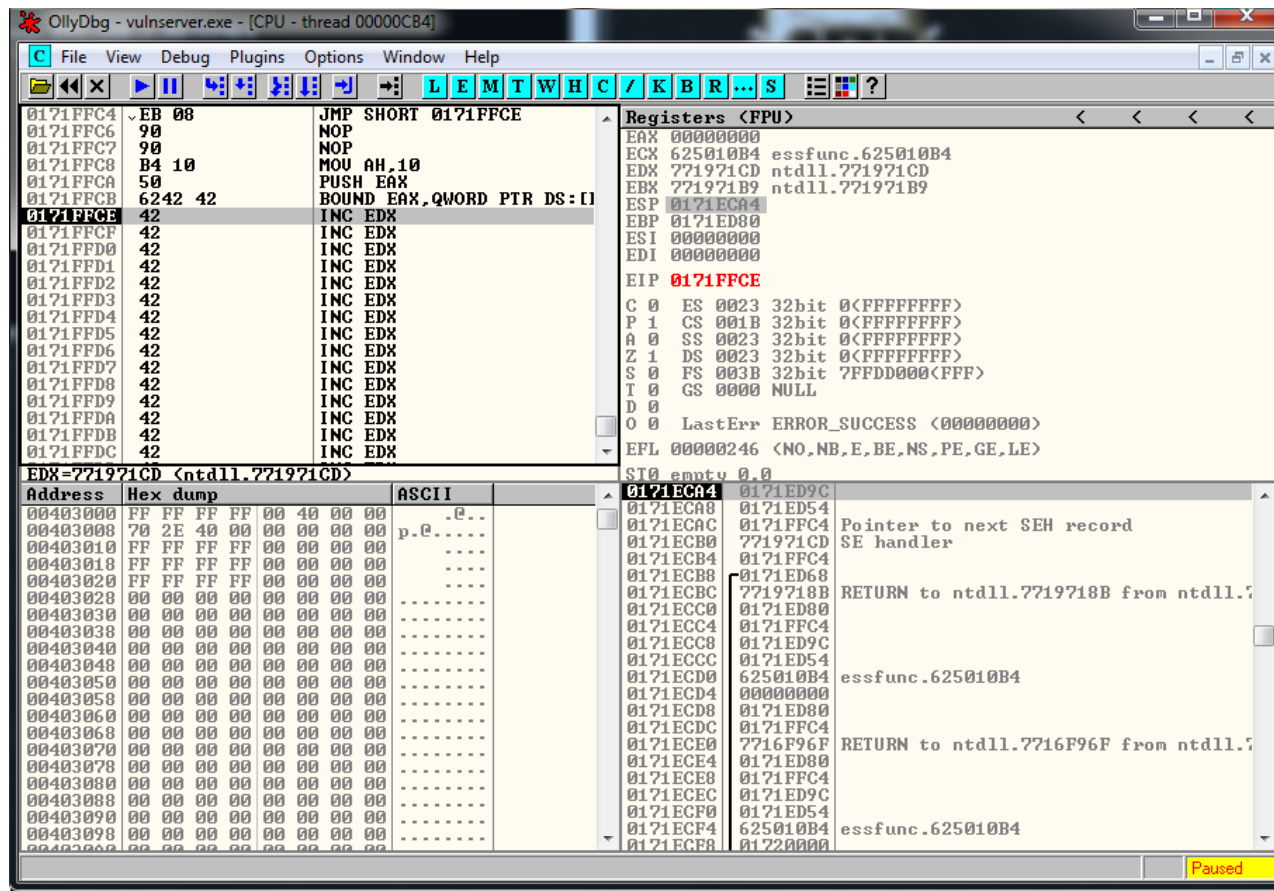 OllyDbg - vulnserver.exe - [CPU - thread 00000CB4]
C File View Debug Plugins Options Window Help
L E M T W H C / K B R ... S ?
0171FFC4 EB 08 JMP SHORT 0171FFCE
0171FFC6 90 NOP
0171FFC7 90 NOP
0171FFC8 B4 10 MOV AH,10
0171FFCA 50 PUSH EAX
0171FFCB 6242 42 BOUND EAX,QWORD PTR DS:[
0171FFCE 42 INC EDX
0171FFCF 42 INC EDX
0171FFD0 42 INC EDX
0171FFD1 42 INC EDX
0171FFD2 42 INC EDX
0171FFD3 42 INC EDX
0171FFD4 42 INC EDX
0171FFD5 42 INC EDX
0171FFD6 42 INC EDX
0171FFD7 42 INC EDX
0171FFD8 42 INC EDX
0171FFD9 42 INC EDX
0171FFDA 42 INC EDX
0171FFDB 42 INC EDX
0171FFDC 42 INC EDX
EDX=771971CD (ntdll.771971CD)
Registers (FPU) < < < <
EAX 00000000
ECX 625010B4 essfunc.625010B4
EDX 771971CD ntdll.771971CD
EBX 771971B9 ntdll.771971B9
ESP 0171ECA4
EBP 0171ED80
ESI 00000000
EDI 00000000
EIP 0171FFCE
C 0 ES 0023 32bit 0(FFFFFFFF)
P 1 CS 001B 32bit 0(FFFFFFFF)
A 0 SS 0023 32bit 0(FFFFFFFF)
Z 1 DS 0023 32bit 0(FFFFFFFF)
S 0 FS 003B 32bit 7FFDD000(FFF)
T 0 GS 0000 NULL
D 0
O 0 LastErr ERROR_SUCCESS (00000000)
EFL 00000246 (NO,NB,E,BE,NS,PE,GE,LE)
ST0 empty 0.0
Address Hex dump ASCII
00403000 FF FF FF FF 00 40 00 00 .@..
00403008 70 2E 40 00 00 00 00 00 p.@.....
00403010 FF FF FF FF 00 00 00 00 ....
00403018 FF FF FF FF 00 00 00 00 ....
00403020 FF FF FF FF 00 00 00 00 ....
00403028 00 00 00 00 00 00 00 00 ........
00403030 00 00 00 00 00 00 00 00 ........
00403038 00 00 00 00 00 00 00 00 ........
00403040 00 00 00 00 00 00 00 00 ........
00403048 00 00 00 00 00 00 00 00 ........
00403050 00 00 00 00 00 00 00 00 ........
00403058 00 00 00 00 00 00 00 00 ........
00403060 00 00 00 00 00 00 00 00 ........
00403068 00 00 00 00 00 00 00 00 ........
00403070 00 00 00 00 00 00 00 00 ........
00403078 00 00 00 00 00 00 00 00 ........
00403080 00 00 00 00 00 00 00 00 ........
00403088 00 00 00 00 00 00 00 00 ........
00403090 00 00 00 00 00 00 00 00 ........
00403098 00 00 00 00 00 00 00 00 ........
0171ECA4 0171ED9C
0171ECA8 0171ED54
0171ECAC 0171FFC4 Pointer to next SEH record
0171ECB0 771971CD SE handler
0171ECB4 0171FFC4
0171ECB8 0171ED68
0171ECBC 7719718B RETURN to ntdll.7719718B from ntdll.7
0171ECC0 0171ED80
0171ECC4 0171FFC4
0171ECC8 0171ED9C
0171ECCC 0171ED54
0171ECD0 625010B4 essfunc.625010B4
0171ECD4 00000000
0171ECD8 0171ED80
0171ECDC 0171FFC4
0171ECE0 7716F96F RETURN to ntdll.7716F96F from ntdll.7
0171ECE4 0171ED80
0171ECE8 0171FFC4
0171ECEC 0171ED9C
0171ECF0 0171ED54
0171ECF4 625010B4 essfunc.625010B4
0171ECF8 01720000
Paused